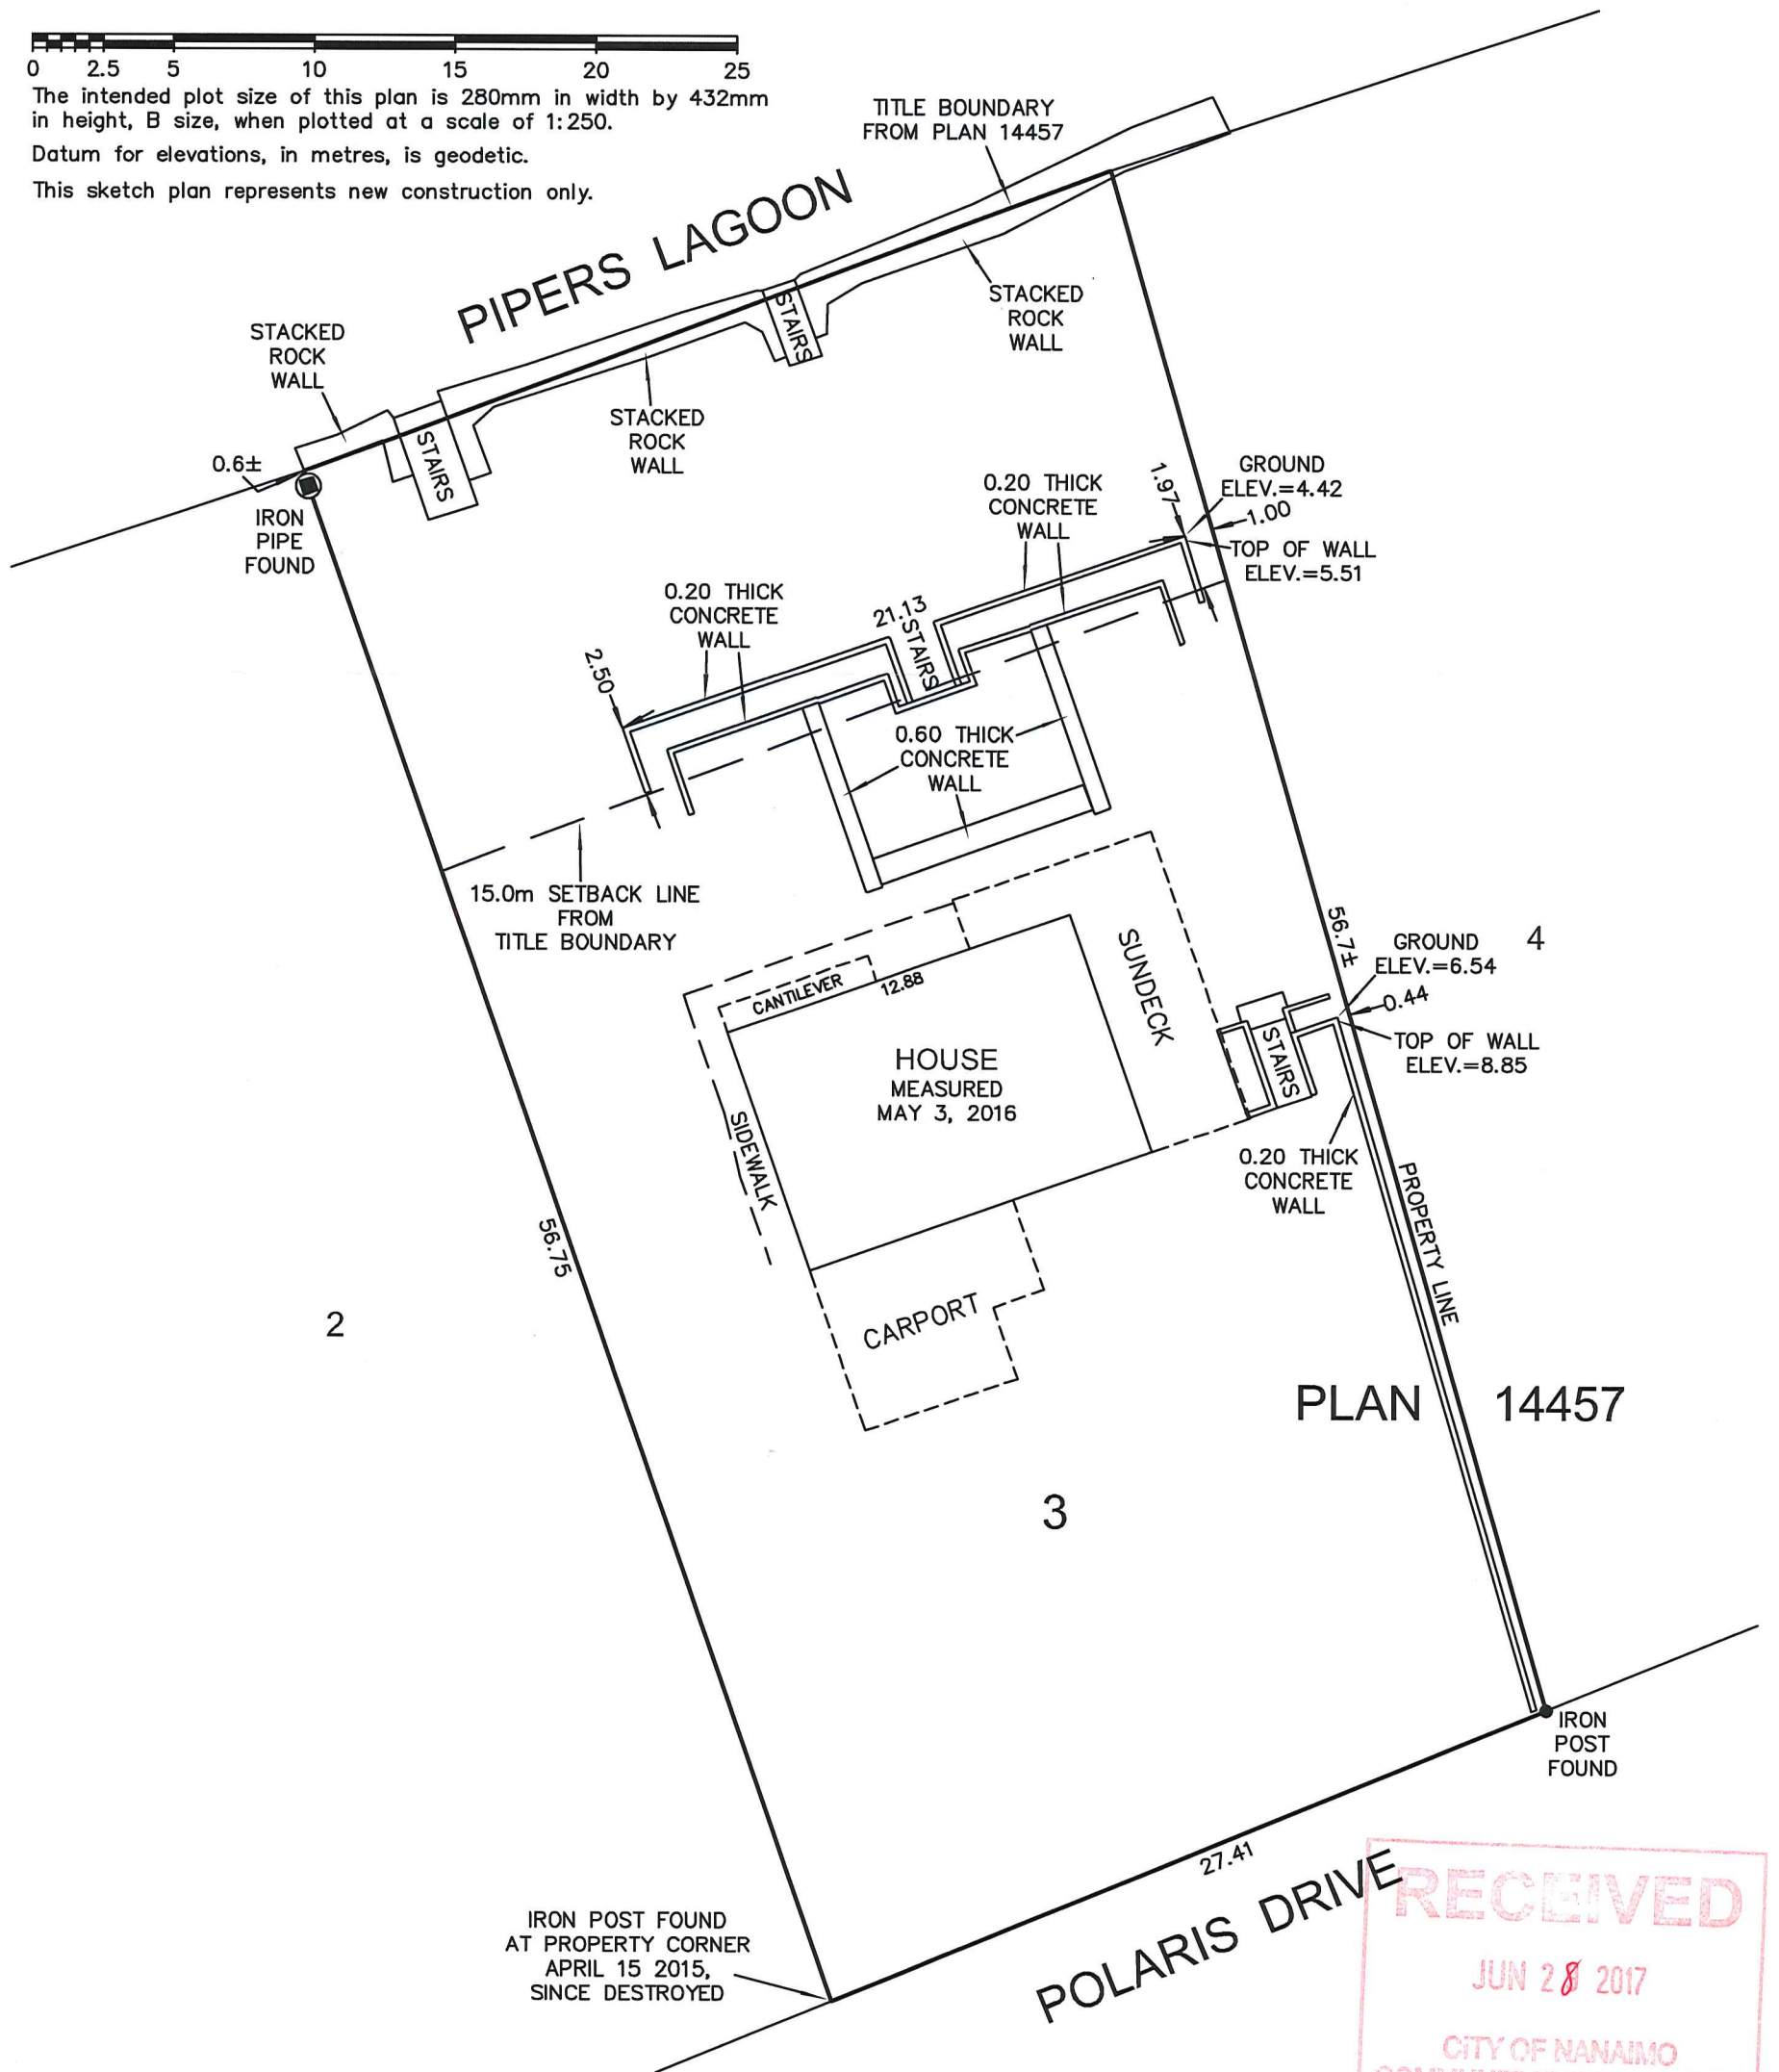 0 2.5 5 10 15 20 25
The intended plot size of this plan is 280mm in width by 432mm
in height, B size, when plotted at a scale of 1:250.
Datum for elevations, in metres, is geodetic.
This sketch plan represents new construction only.
TITLE BOUNDARY
FROM PLAN 14457
PIPERS LAGOON
STACKED
ROCK
WALL
STAIRS
STACKED
ROCK
WALL
STACKED
ROCK
WALL
STAIRS
0.6±
IRON
PIPE
FOUND
0.20 THICK
CONCRETE
WALL
1.97
GROUND
ELEV.=4.42
1.00
TOP OF WALL
ELEV.=5.51
0.20 THICK
CONCRETE
WALL
21.13
STAIRS
2.50
0.60 THICK
CONCRETE
WALL
15.0m SETBACK LINE
FROM
TITLE BOUNDARY
56.7±
4
GROUND
ELEV.=6.54
0.44
TOP OF WALL
ELEV.=8.85
SUNDECK
CANTILEVER
12.88
HOUSE
MEASURED
MAY 3, 2016
STAIRS
SIDEWALK
0.20 THICK
CONCRETE
WALL
PROPERTY LINE
56.75
2
CARPORT
PLAN 14457
3
IRON
POST
FOUND
27.41
POLARIS DRIVE
IRON POST FOUND
AT PROPERTY CORNER
APRIL 15 2015,
SINCE DESTROYED
RECEIVED
JUN 28 2017
CITY OF NANAIMO